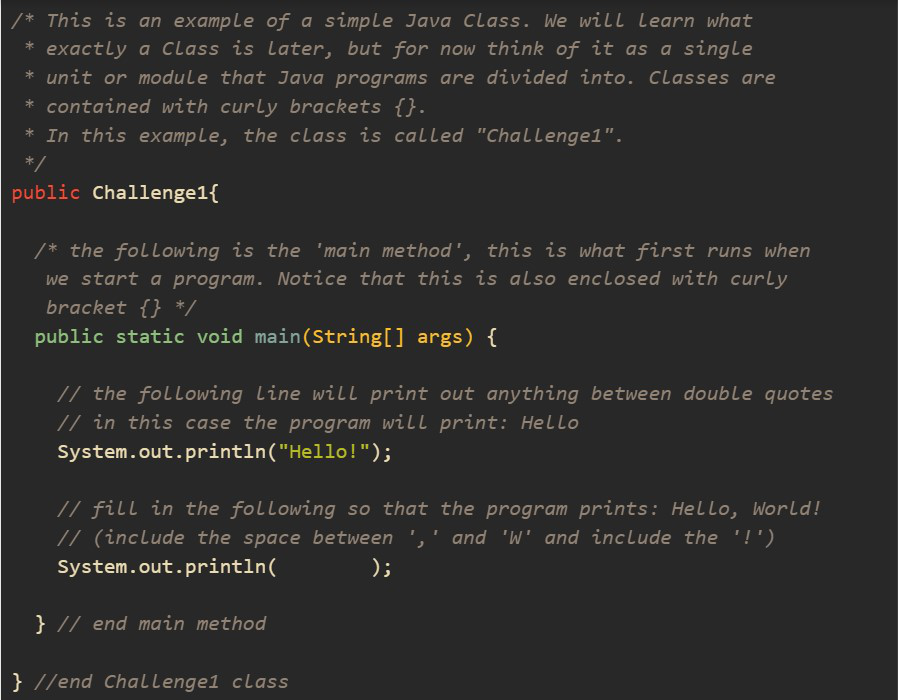 /* This is an example of a simple Java Class. We will learn what
* exactly a Class is later, but for now think of it as a single
* unit or module that Java programs are divided into. Classes are
* contained with curly brackets {}.
* In this example, the class is called "Challenge1".
*/
public Challenge1{
/* the following is the 'main method', this is what first runs when
we start a program. Notice that this is also enclosed with curly
bracket {} */
public static void main(String[] args) {
// the following line will print out anything between double quotes
// in this case the program will print: Hello
System.out.println("Hello!");
// fill in the following so that the program prints: Hello, World!
// (include the space between ',' and 'W' and include the '!')
System.out.println(        );
} // end main method
} //end Challenge1 class